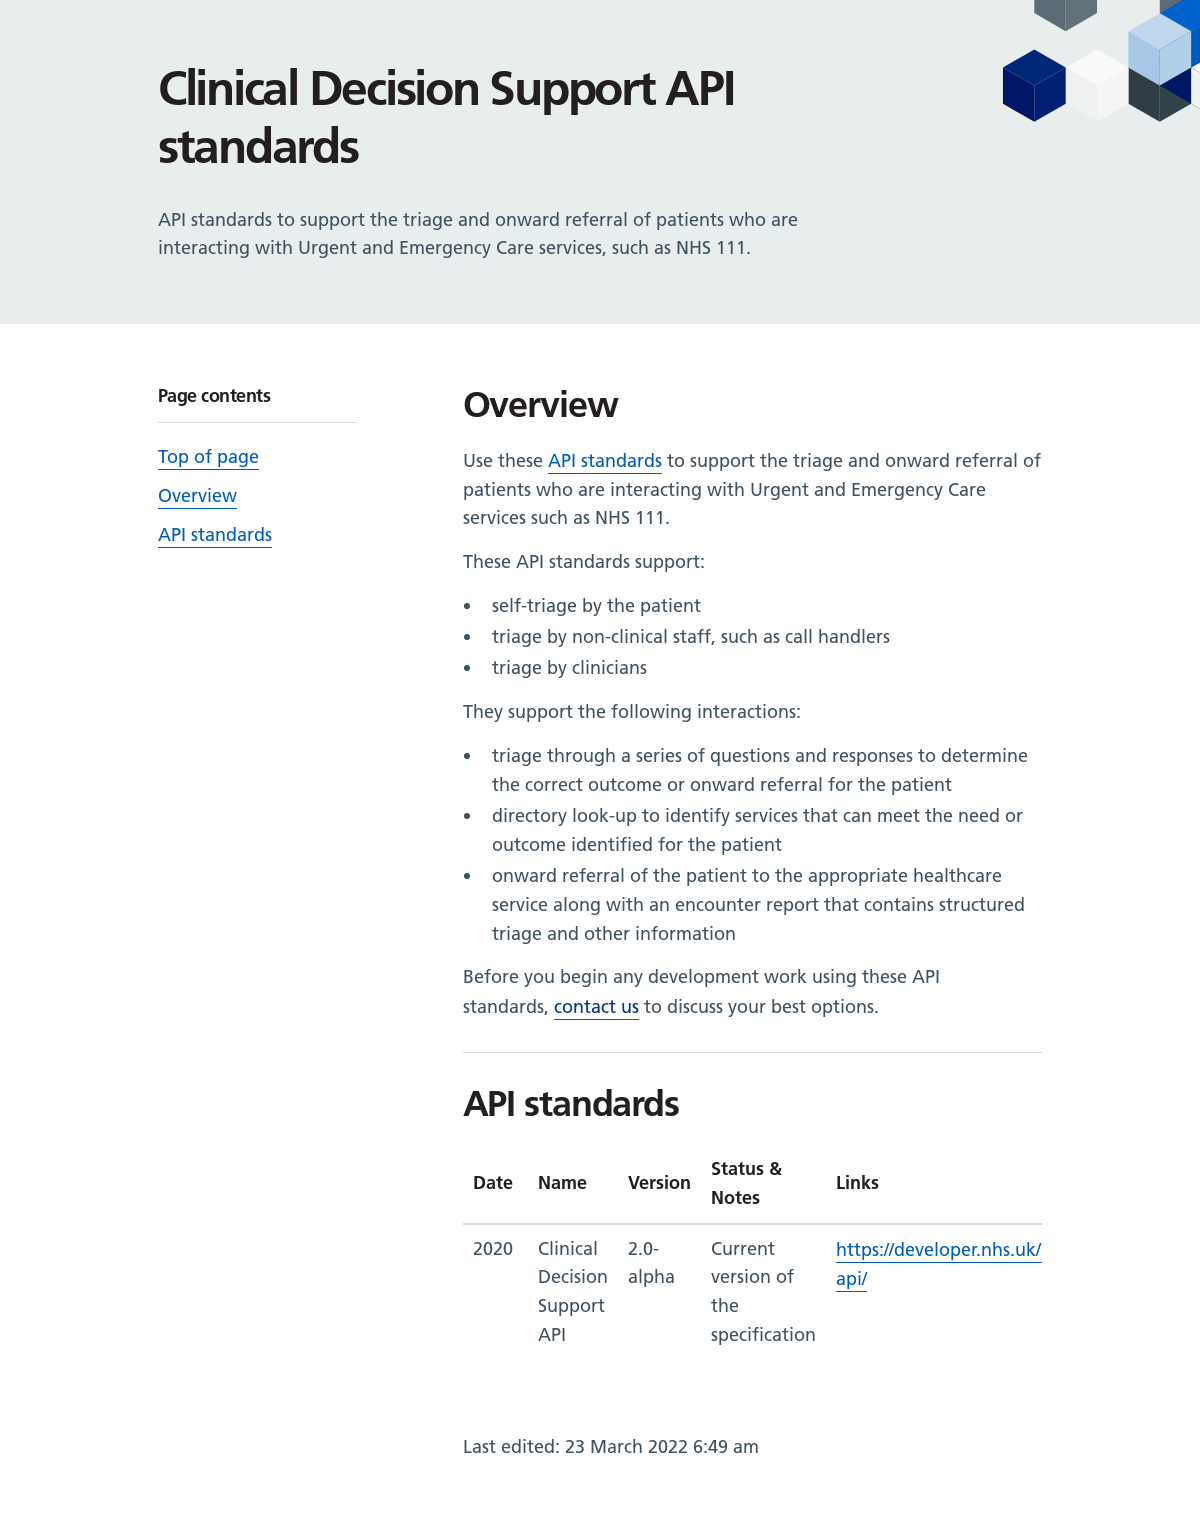 Clinical Decision Support API
standards
API standards to support the triage and onward referral of patients who are
interacting with Urgent and Emergency Care services, such as NHS 111.
Page contents
Top of page
Overview
API standards
Overview
Use these API standards to support the triage and onward referral of
patients who are interacting with Urgent and Emergency Care
services such as NHS 111.
These API standards support:
• self-triage by the patient
• triage by non-clinical staff, such as call handlers
• triage by clinicians
They support the following interactions:
• triage through a series of questions and responses to determine
the correct outcome or onward referral for the patient
• directory look-up to identify services that can meet the need or
outcome identified for the patient
• onward referral of the patient to the appropriate healthcare
service along with an encounter report that contains structured
triage and other information
Before you begin any development work using these API
standards, contact us to discuss your best options.
API standards
Date Name Version Status & Notes Links
2020 Clinical 2.0- Current https://developer.nhs.uk/
Decision alpha version of api/
Support the
API specification
Last edited: 23 March 2022 6:49 am